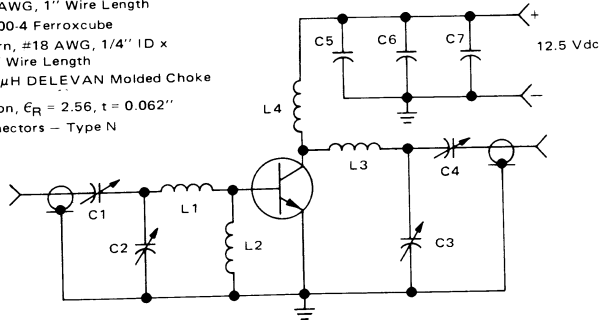 AWG, 1'' Wire Length
00-4 Ferroxcube
rn, #18 AWG, 1/4'' ID x
Wire Length
μH DELEVAN Molded Choke
on, ϵR = 2.56, t = 0.062''
nectors – Type N
C5
C6
C7
+
12.5 Vdc
–
L4
L3
C4
C1
L1
C2
L2
C3